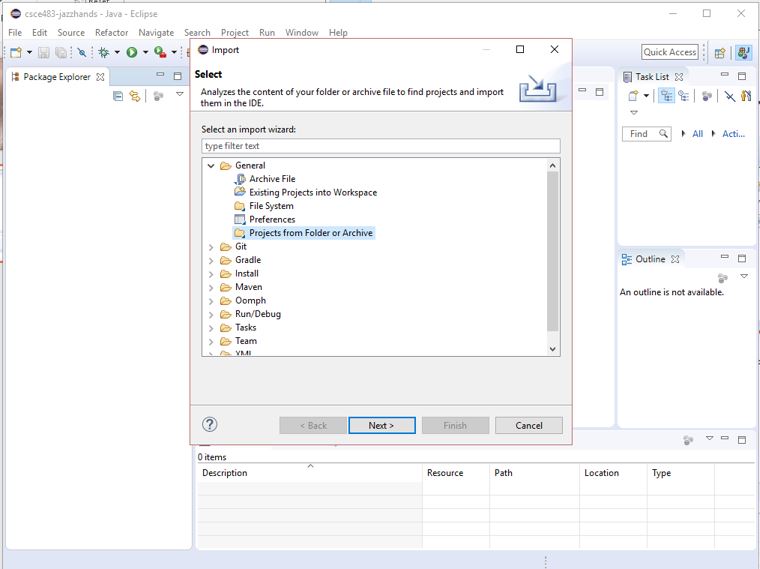 csce483-jazzhands - Java - Eclipse
File Edit Source Refactor Navigate Search Project Run Window Help
Quick Access
Package Explorer
Import
Select
Analyzes the content of your folder or archive file to find projects and import
them in the IDE.
Select an import wizard:
type filter text
General
Archive File
Existing Projects into Workspace
File System
Preferences
Projects from Folder or Archive
Git
Gradle
Install
Maven
Oomph
Run/Debug
Tasks
Team
XML
?
< Back Next > Finish Cancel
Task List
Find All Acti...
Outline
An outline is not available.
0 items
Description Resource Path Location Type